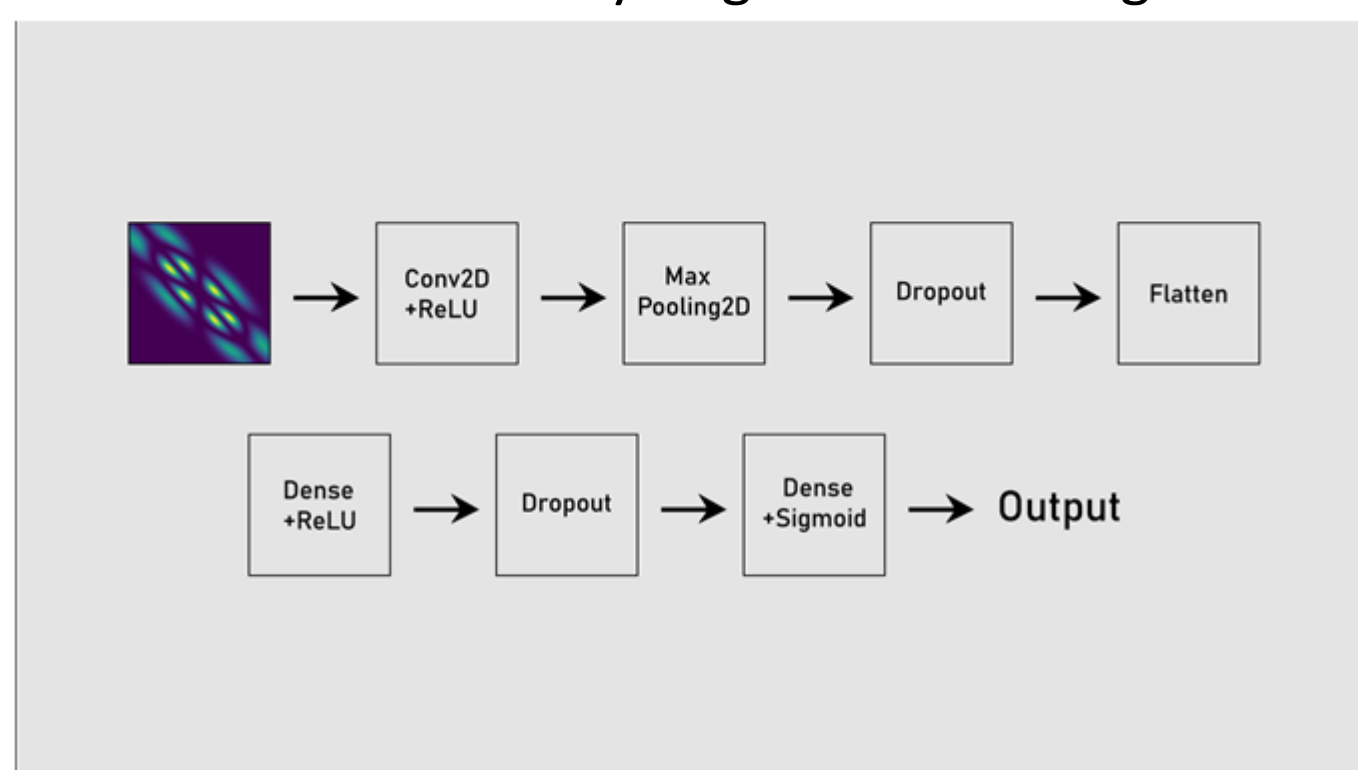 Conv2D
+ReLU
Max
Pooling2D
Dropout
Flatten
Dense
+ReLU
Dropout
Dense
+Sigmoid
Output